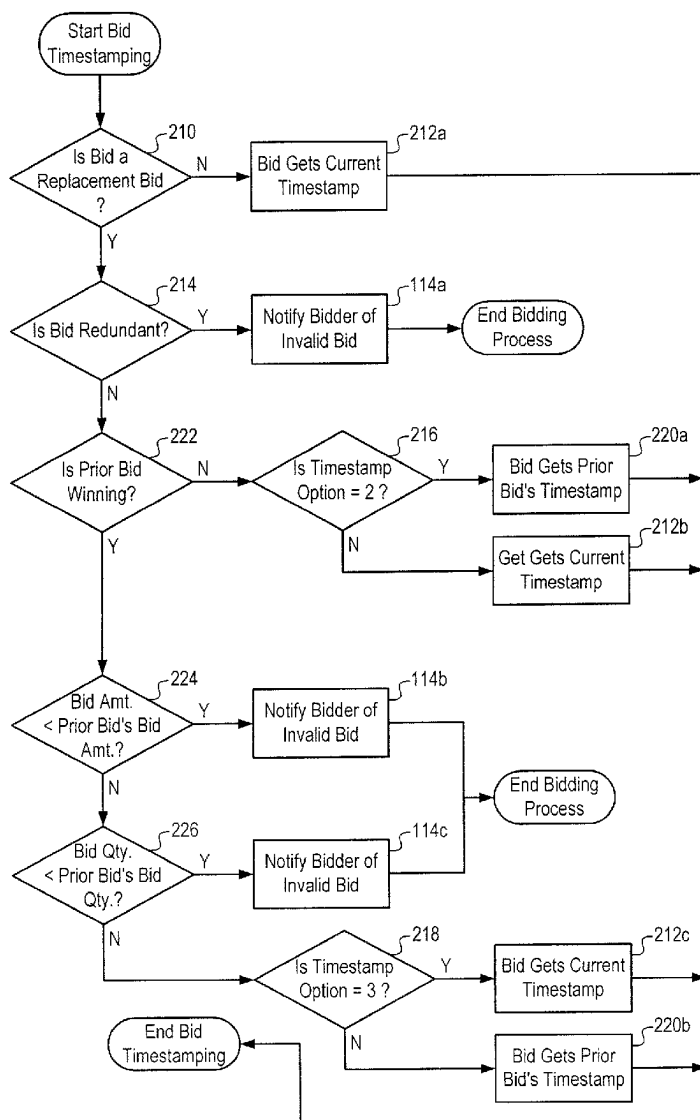 Start Bid
Timestamping
210
Is Bid a
Replacement Bid
?
N
Y
212a
Bid Gets Current
Timestamp
214
Is Bid Redundant?
Y
N
114a
Notify Bidder of
Invalid Bid
End Bidding
Process
222
Is Prior Bid
Winning?
N
Y
216
Is Timestamp
Option = 2 ?
Y
N
220a
Bid Gets Prior
Bid's Timestamp
212b
Get Gets Current
Timestamp
224
Bid Amt.
< Prior Bid's Bid
Amt.?
Y
N
114b
Notify Bidder of
Invalid Bid
End Bidding
Process
226
Bid Qty.
< Prior Bid's Bid
Qty.?
Y
N
114c
Notify Bidder of
Invalid Bid
218
Is Timestamp
Option = 3 ?
Y
N
212c
Bid Gets Current
Timestamp
220b
Bid Gets Prior
Bid's Timestamp
End Bid
Timestamping